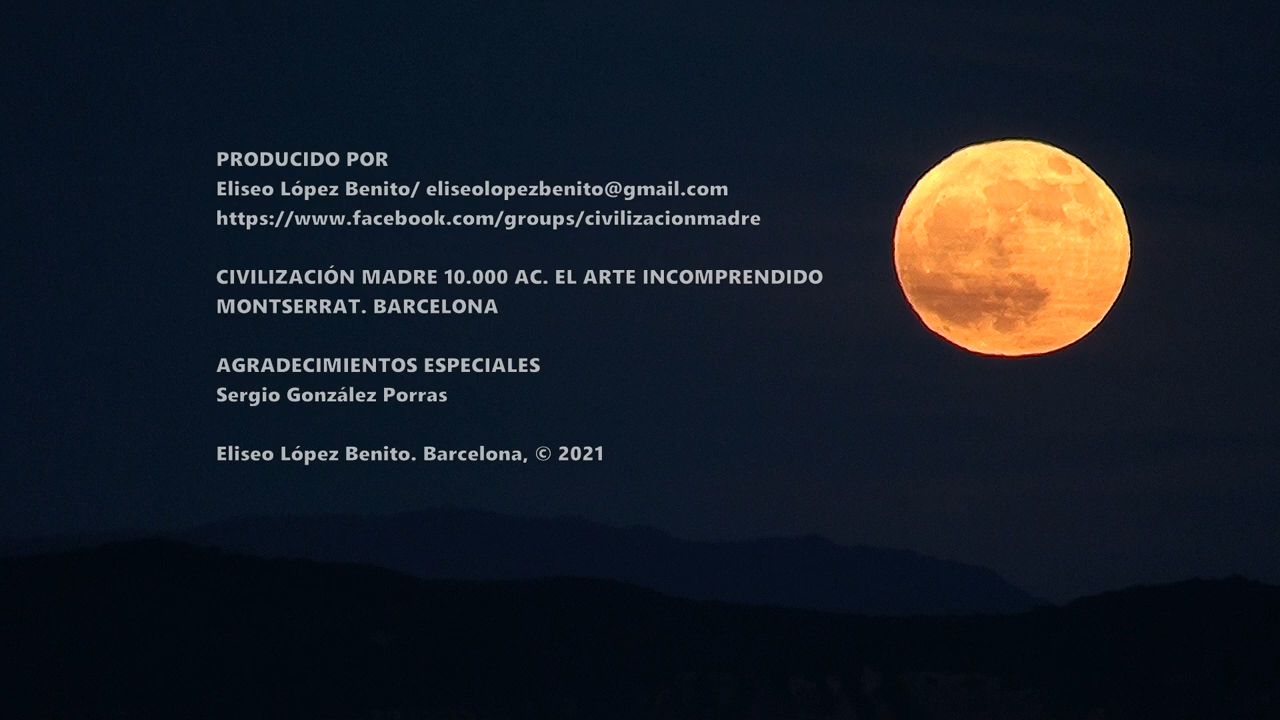 PRODUCIDO POR
Eliseo López Benito/ eliseolopezbenito@gmail.com
https://www.facebook.com/groups/civilizacionmadre
CIVILIZACIÓN MADRE 10.000 AC. EL ARTE INCOMPRENDIDO
MONTSERRAT. BARCELONA
AGRADECIMIENTOS ESPECIALES
Sergio González Porras
Eliseo López Benito. Barcelona, © 2021